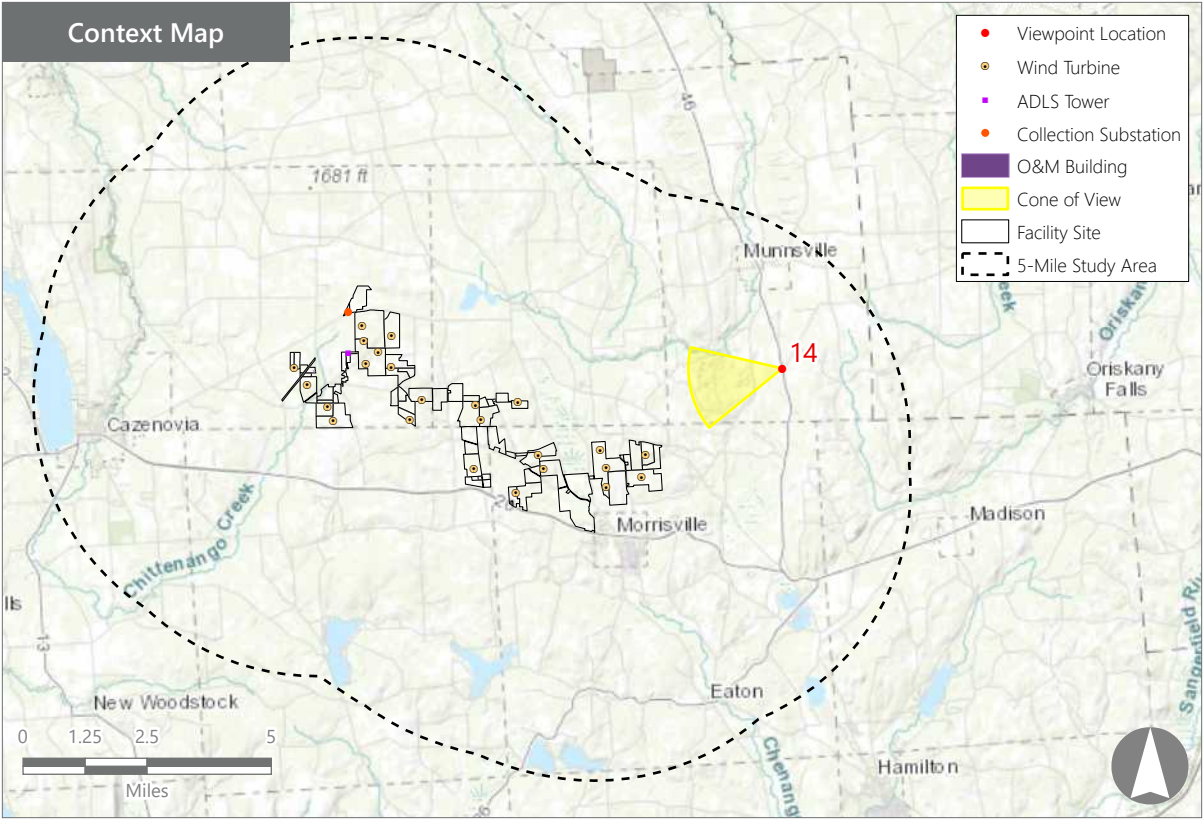 Context Map
Viewpoint Location
Wind Turbine
ADLS Tower
Collection Substation
O&M Building
Cone of View
Facility Site
5-Mile Study Area
46
1681 ft
Munnsville
14
Oriskany
Falls
Cazenovia
Chittenango Creek
Morrisville
Madison
13
New Woodstock
Eaton
Hamilton
0 1.25 2.5 5
Miles